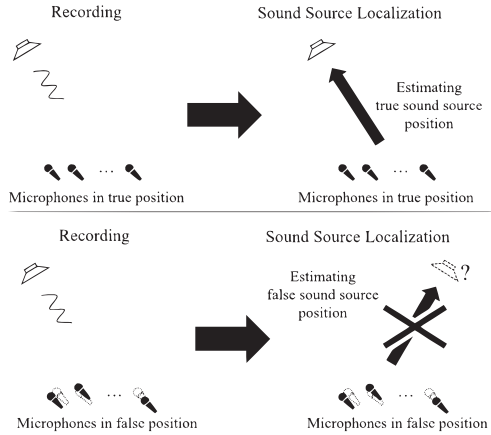 Recording
Sound Source Localization
Estimating
true sound source
position
...
...
Microphones in true position
Microphones in true position
Recording
Sound Source Localization
Estimating
false sound source
position
?
...
...
Microphones in false position
Microphones in false position